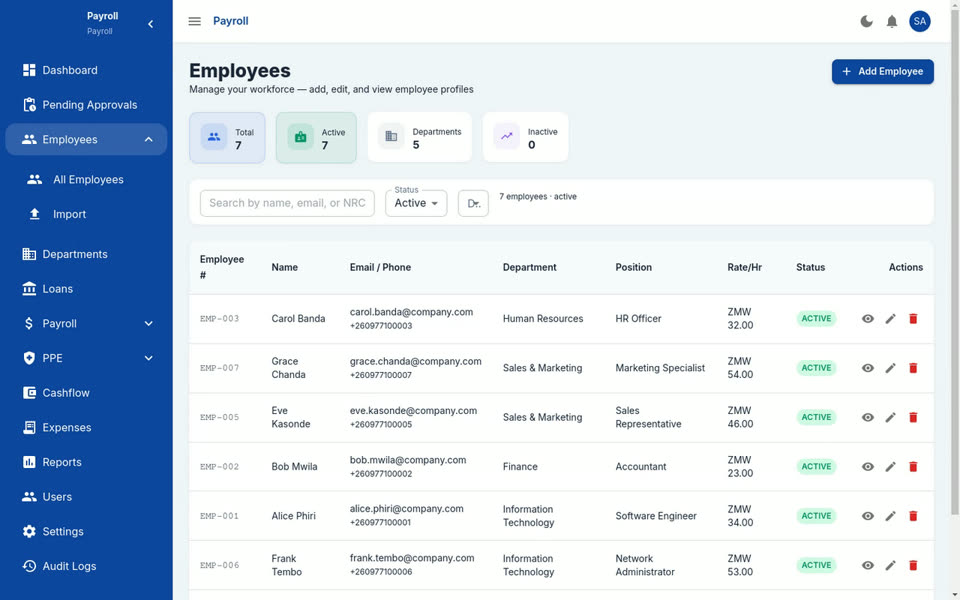 Payroll
Payroll
Dashboard
Pending Approvals
Employees
All Employees
Import
Departments
Loans
Payroll
PPE
Cashflow
Expenses
Reports
Users
Settings
Audit Logs
Payroll
SA
Employees
Manage your workforce — add, edit, and view employee profiles
Add Employee
Total
7
Active
7
Departments
5
Inactive
0
Search by name, email, or NRC
Status
Active
7 employees · active
Employee # Name Email / Phone Department Position Rate/Hr Status Actions
EMP-003 Carol Banda carol.banda@company.com Human Resources HR Officer ZMW ACTIVE
+260977100003 32.00
EMP-007 Grace grace.chanda@company.com Sales & Marketing Marketing Specialist ZMW ACTIVE
Chanda +260977100007 54.00
EMP-005 Eve eve.kasonde@company.com Sales & Marketing Sales ZMW ACTIVE
Kasonde +260977100005 Representative 46.00
EMP-002 Bob Mwila bob.mwila@company.com Finance Accountant ZMW ACTIVE
+260977100002 23.00
EMP-001 Alice Phiri alice.phiri@company.com Information Software Engineer ZMW ACTIVE
+260977100001 Technology 34.00
EMP-006 Frank frank.tembo@company.com Information Network ZMW ACTIVE
Tembo +260977100006 Technology Administrator 53.00